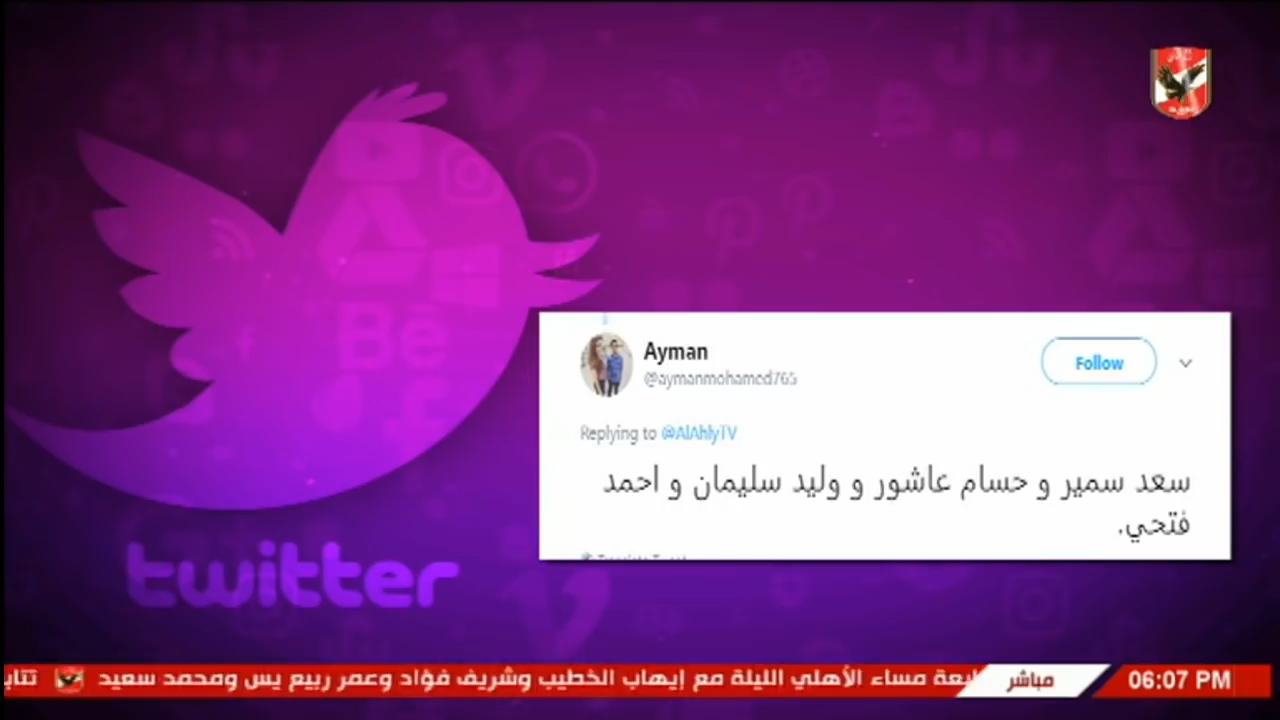 Ayman
@aymanmohamed765
Follow
Replying to @AlAhlyTV
سعد سمير و حسام عاشور و وليد سليمان و احمد
فتحي.
twitter
06:07 PM
مباشر
مساء الأهلي الليلة مع إيهاب الخطيب وشريف فؤاد وعمر ربيع يس ومحمد سعيد